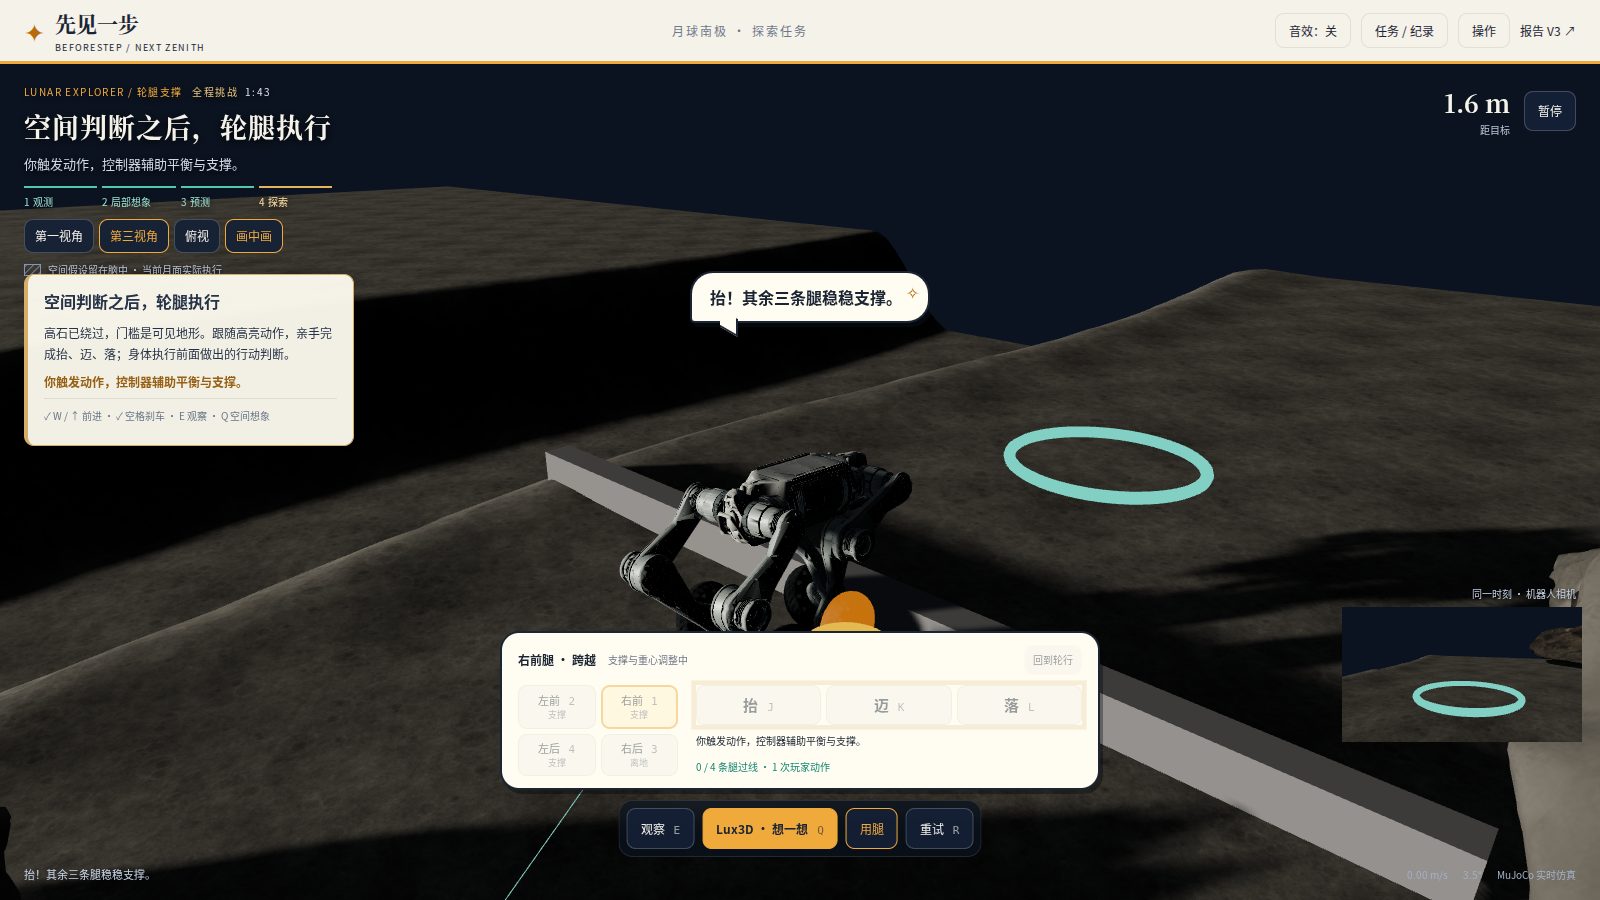 先见一步
BEFORESTEP / NEXT ZENITH
月球南极 · 探索任务
音效: 关
任务 / 纪录
操作
报告 V3 ↗
LUNAR EXPLORER / 轮腿支撑 全程挑战 1:43
空间判断之后，轮腿执行
你触发动作，控制器辅助平衡与支撑。
1 观测
2 局部想象
3 预测
4 探索
第一视角
第三视角
俯视
画中画
空间假设留在脑中 · 当前月面实际执行
1.6 m
距目标
暂停
空间判断之后，轮腿执行
高石已绕过，门槛是可见地形。跟随高亮动作，亲手完
成抬、迈、落；身体执行前面做出的行动判断。
你触发动作，控制器辅助平衡与支撑。
✓W / ↑ 前进 · ✓空格刹车 · E 观察 · Q 空间想象
抬！其余三条腿稳稳支撑。
同一时刻 · 机器人相机
右前腿 · 跨越 支撑与重心调整中
回到轮行
左前 2
支撑
右前 1
支撑
左后 4
支撑
右后 3
离地
抬 J
迈 K
落 L
你触发动作，控制器辅助平衡与支撑。
0 / 4 条腿过线 · 1 次玩家动作
观察 E
Lux3D · 想一想 Q
用腿
重试 R
抬！其余三条腿稳稳支撑。
0.00 m/s 3.5° MuJoCo 实时仿真